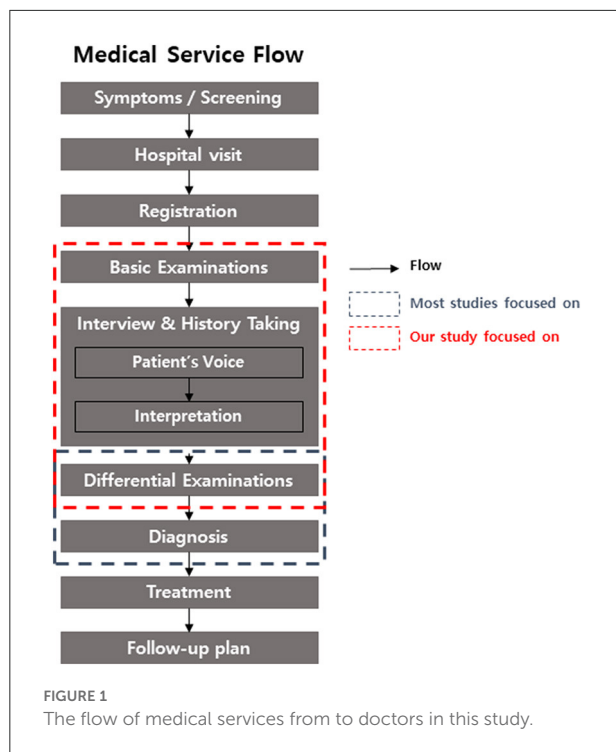 Medical Service Flow
Symptoms / Screening
Hospital visit
Registration
Basic Examinations
Interview & History Taking
Patient's Voice
Interpretation
Differential Examinations
Diagnosis
Treatment
Follow-up plan
Flow
Most studies focused on
Our study focused on
FIGURE 1
The flow of medical services from to doctors in this study.